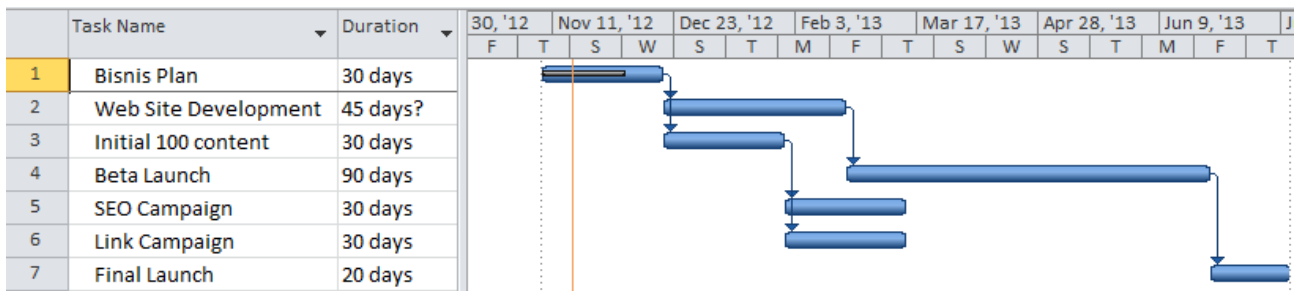 Task Name Duration 30, '12 Nov 11, '12 Dec 23, '12 Feb 3, '13 Mar 17, '13 Apr 28, '13 Jun 9, '13 J
F T S W S T M F T S W S T M F T
1 Bisnis Plan 30 days
2 Web Site Development 45 days?
3 Initial 100 content 30 days
4 Beta Launch 90 days
5 SEO Campaign 30 days
6 Link Campaign 30 days
7 Final Launch 20 days